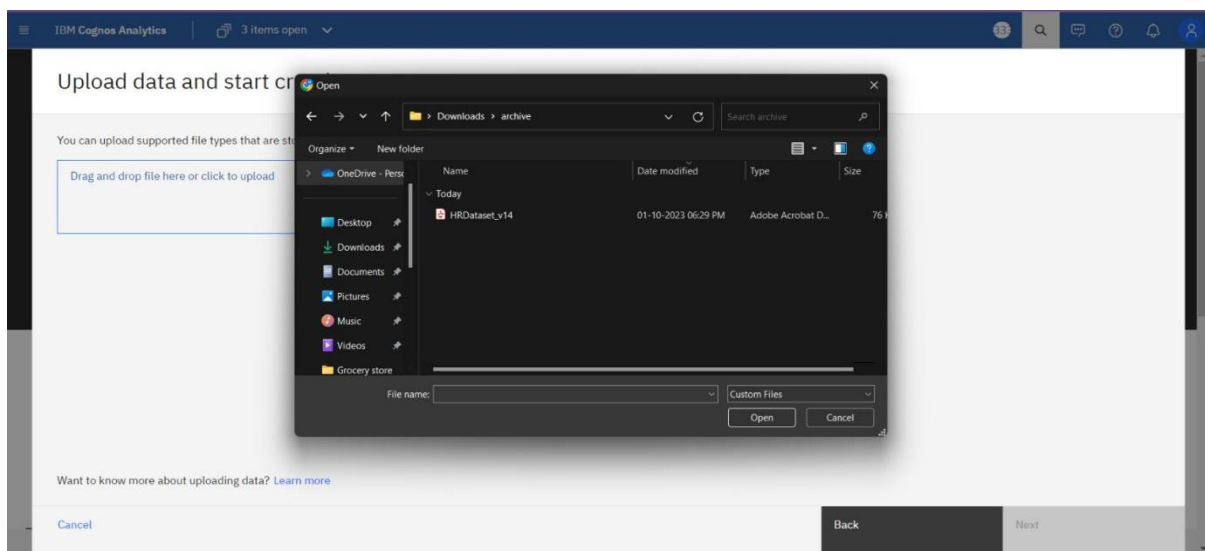 IBM Cognos Analytics 3 items open
Upload data and start cr
Open
Downloads > archive Search archive
You can upload supported file types that are sto
Organize New folder
Drag and drop file here or click to upload
OneDrive - Perso
Name Date modified Type Size
Today
HRDataset_v14 01-10-2023 06:29 PM Adobe Acrobat D... 76
Desktop
Downloads
Documents
Pictures
Music
Videos
Grocery store
File name: Custom Files
Open Cancel
Want to know more about uploading data? Learn more
Cancel Back Next